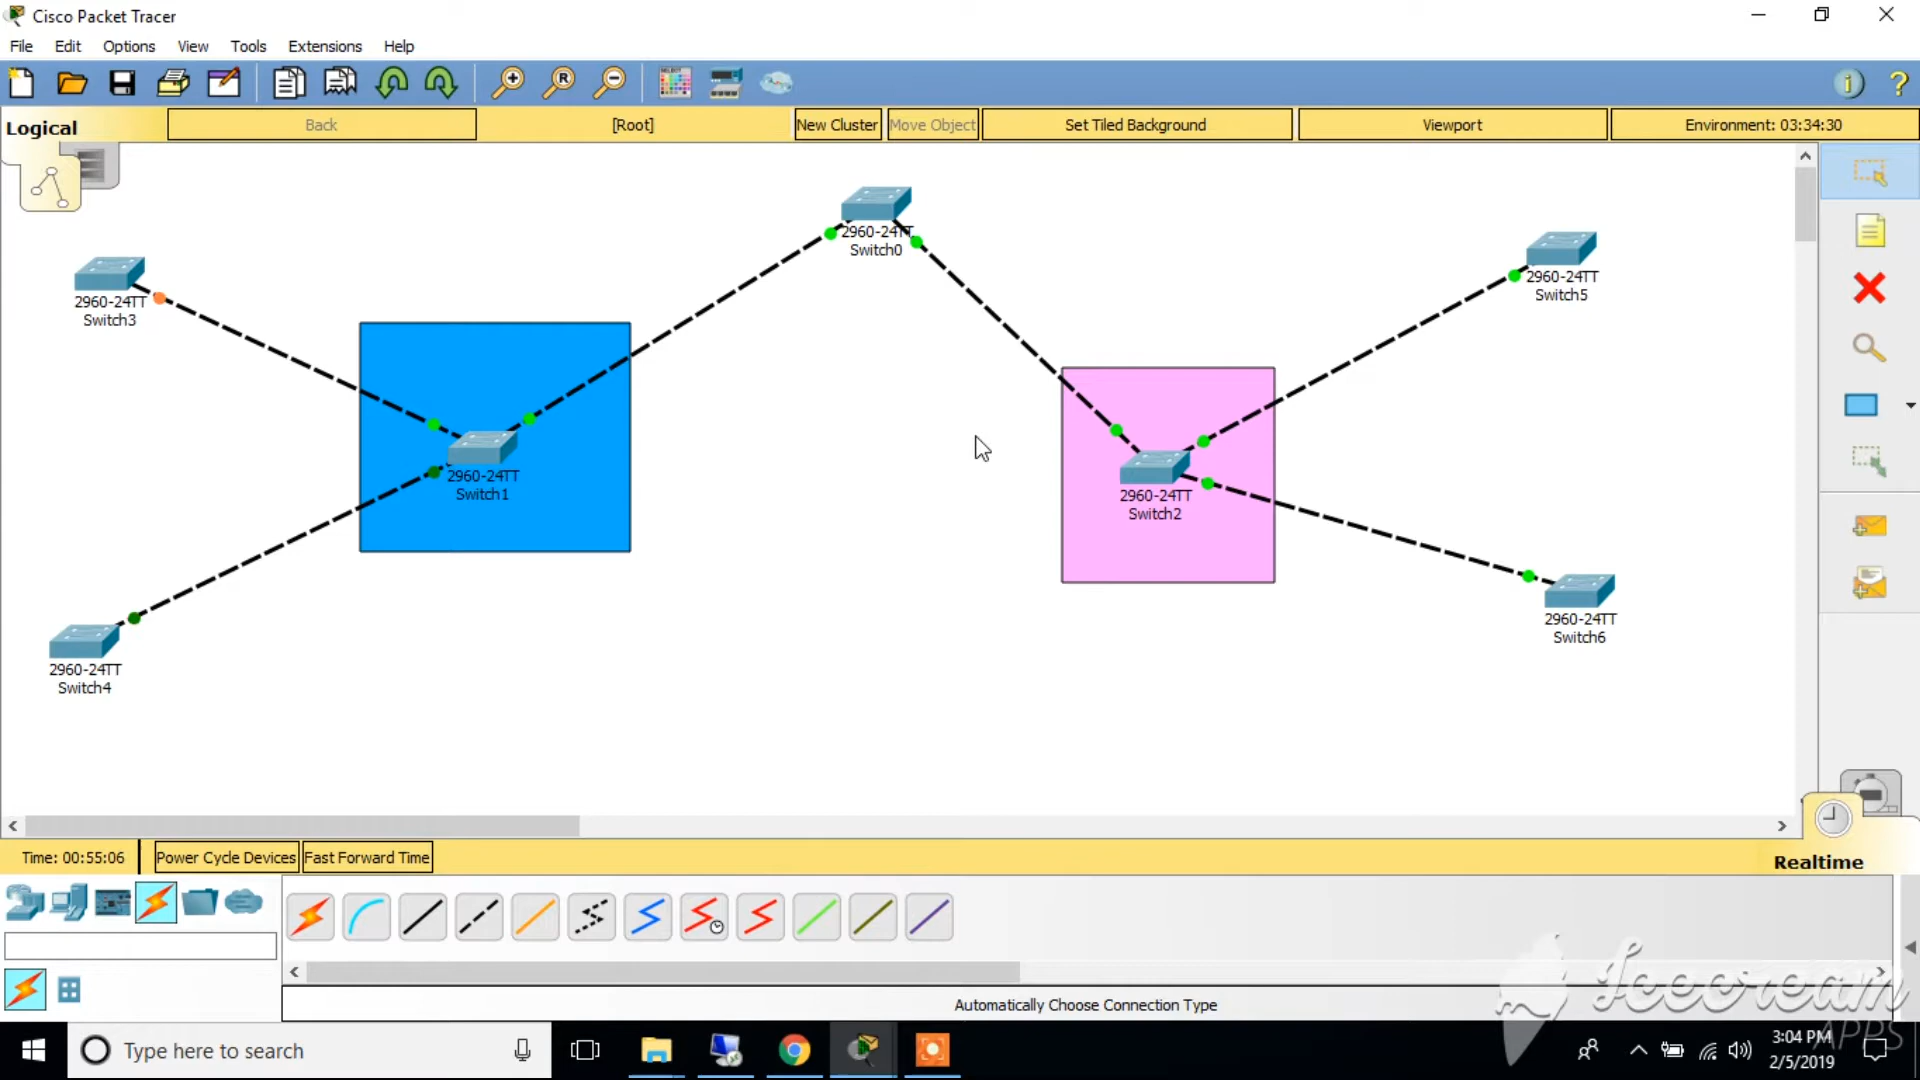 Cisco Packet Tracer
File Edit Options View Tools Extensions Help
Logical Back [Root] New Cluster Move Object Set Tiled Background Viewport Environment: 03:34:30
2960-24TT
Switch0
2960-24TT
Switch3
2960-24TT
Switch5
2960-24TT
Switch1
2960-24TT
Switch2
2960-24TT
Switch6
2960-24TT
Switch4
Time: 00:55:06 Power Cycle Devices Fast Forward Time Realtime
Automatically Choose Connection Type
Icecream
APPS
Type here to search
3:04 PM
2/5/2019